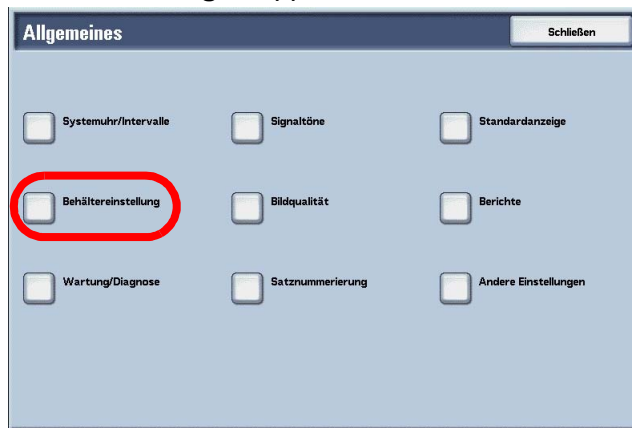 Allgemeines
Schließen
Systemuhr/Intervalle
Signaltöne
Standardanzeige
Behältereinstellung
Bildqualität
Berichte
Wartung/Diagnose
Satznummerierung
Andere Einstellungen